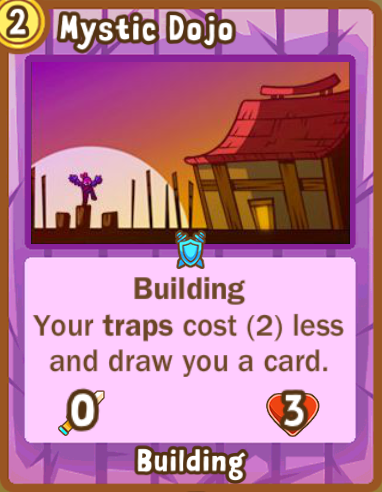 2
Mystic Dojo
Building
Your traps cost (2) less
and draw you a card.
0
3
Building